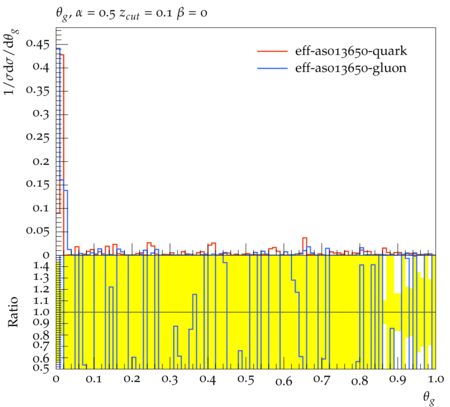 θg, α = 0.5 zcut = 0.1 β = 0
1/σdσ/dθg
0.45
0.4
0.35
0.3
0.25
0.2
0.15
0.1
0.05
0
eff-as013650-quark
eff-as013650-gluon
Ratio
1.4
1.3
1.2
1.1
1.0
0.9
0.8
0.7
0.6
0.5
0 0.1 0.2 0.3 0.4 0.5 0.6 0.7 0.8 0.9 1.0
θg